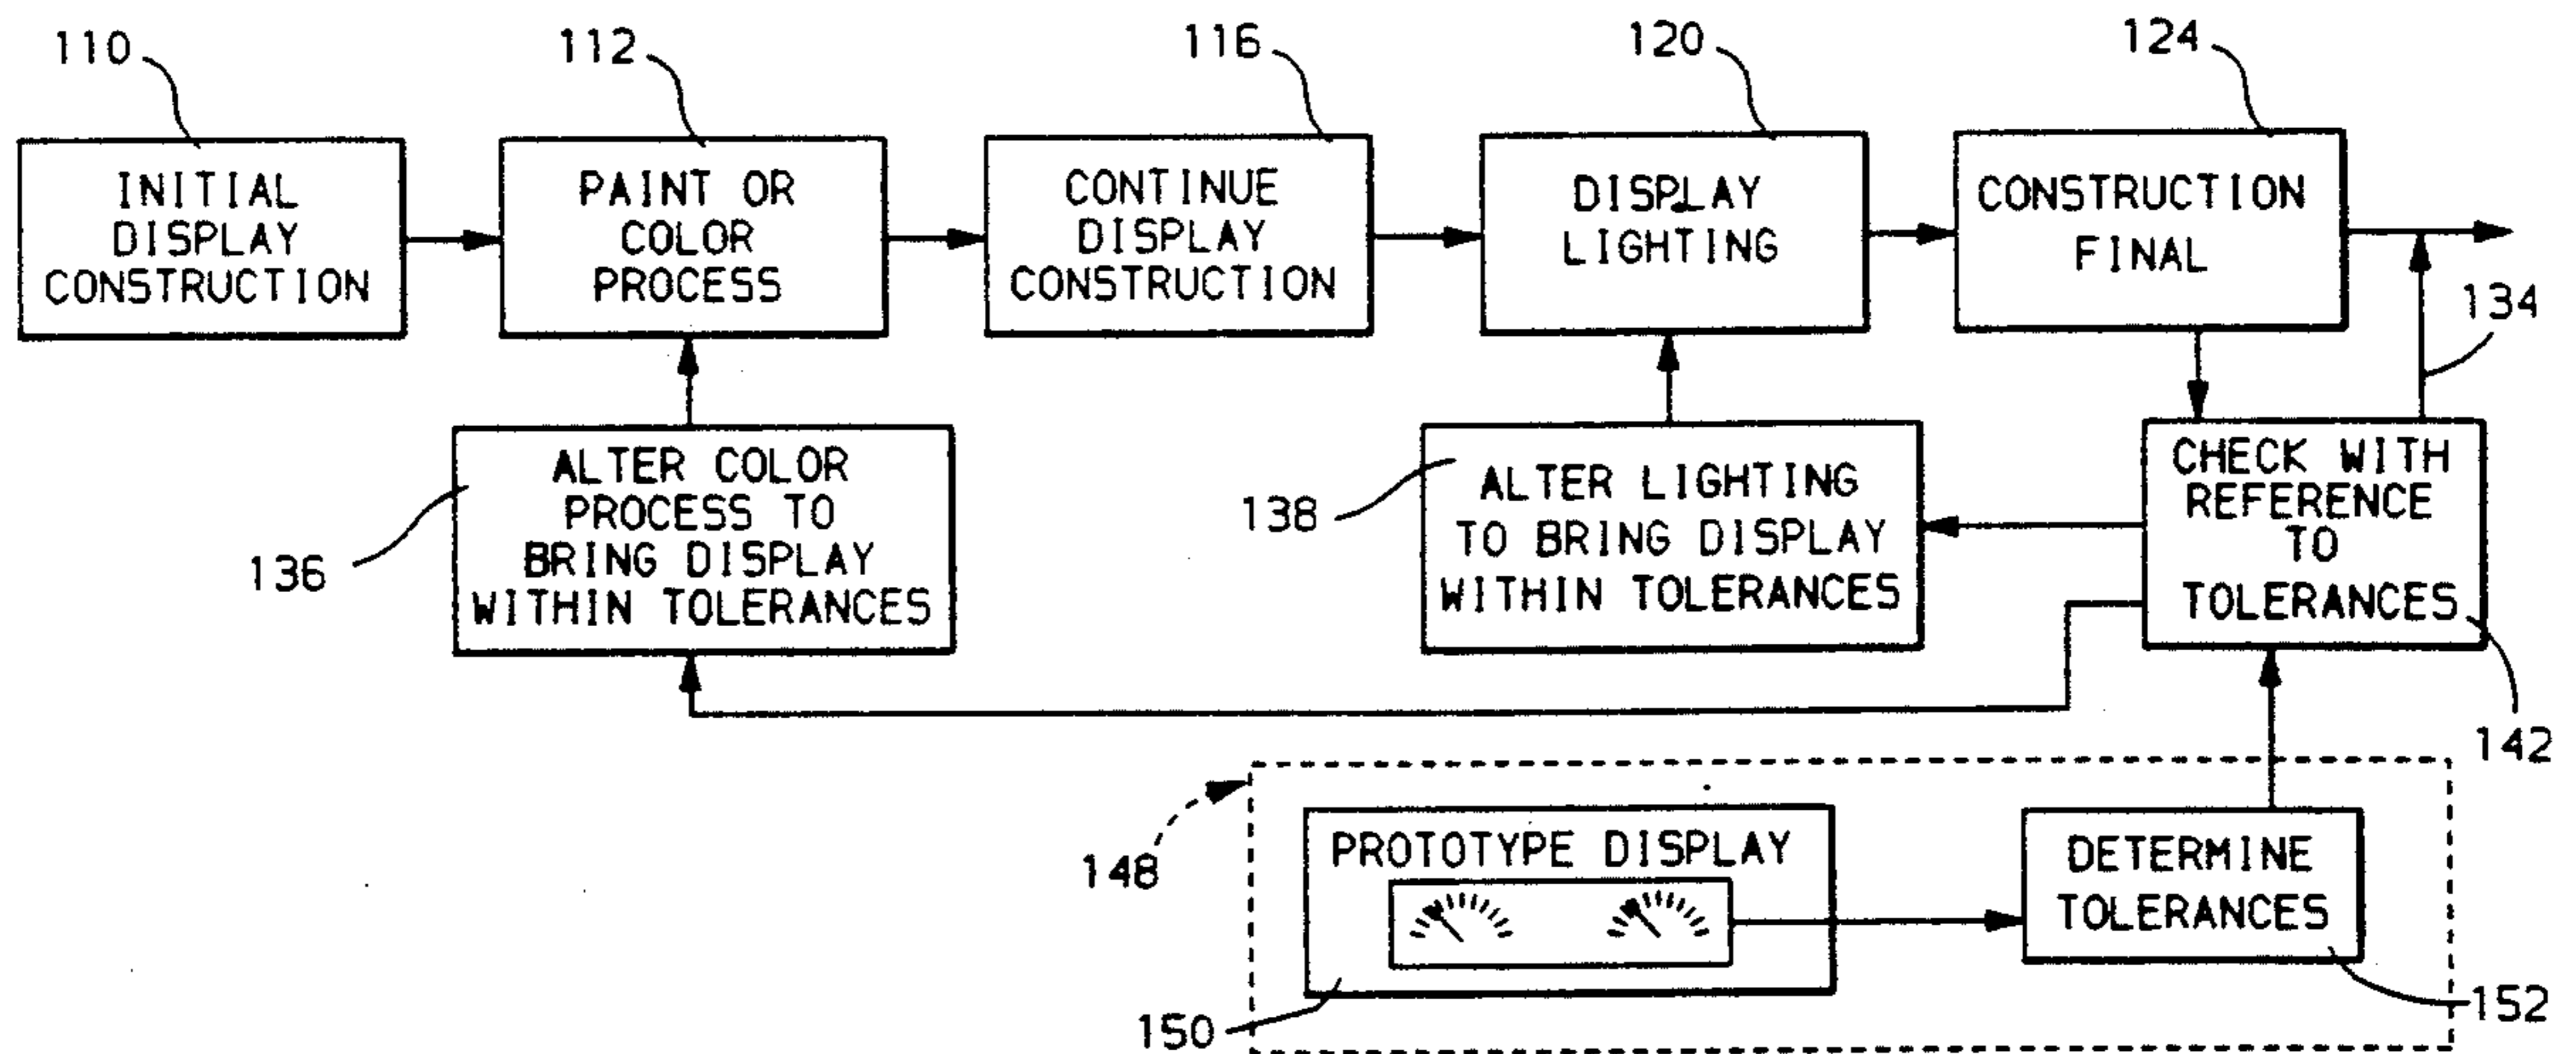 110
112
116
120
124
INITIAL
DISPLAY
CONSTRUCTION
PAINT OR
COLOR
PROCESS
CONTINUE
DISPLAY
CONSTRUCTION
DISPLAY
LIGHTING
CONSTRUCTION
FINAL
134
ALTER COLOR
PROCESS TO
BRING DISPLAY
WITHIN TOLERANCES
136
138
ALTER LIGHTING
TO BRING DISPLAY
WITHIN TOLERANCES
CHECK WITH
REFERENCE
TO
TOLERANCES
142
148
PROTOTYPE DISPLAY
150
DETERMINE
TOLERANCES
152